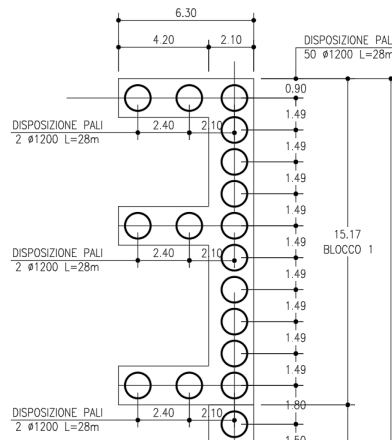 6.30
4.20 2.10
DISPOSIZIONE PALI
50 ø1200 L=28m
0.90
DISPOSIZIONE PALI 2.40 2.10
2 ø1200 L=28m
1.49
1.49
1.49
1.49
DISPOSIZIONE PALI 2.40 2.10
2 ø1200 L=28m
1.49
15.17
BLOCCO 1
1.49
1.49
1.49
1.49
1.80
DISPOSIZIONE PALI 2.40 2.10
2 ø1200 L=28m
1.50